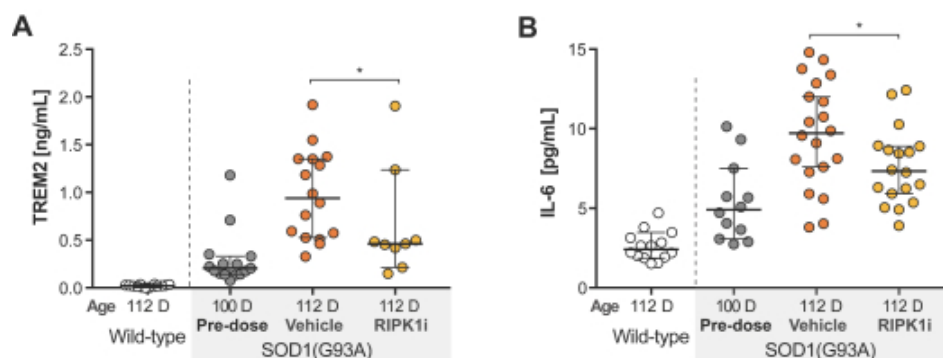 A
TREM2 [ng/mL]
2.5
2.0
1.5
1.0
0.5
0.0
*
Age 112 D 100 D 112 D 112 D
Wild-type Pre-dose Vehicle RIPK1i
SOD1(G93A)
B
IL-6 [pg/mL]
15
10
5
0
*
Age 112 D 100 D 112 D 112 D
Wild-type Pre-dose Vehicle RIPK1i
SOD1(G93A)